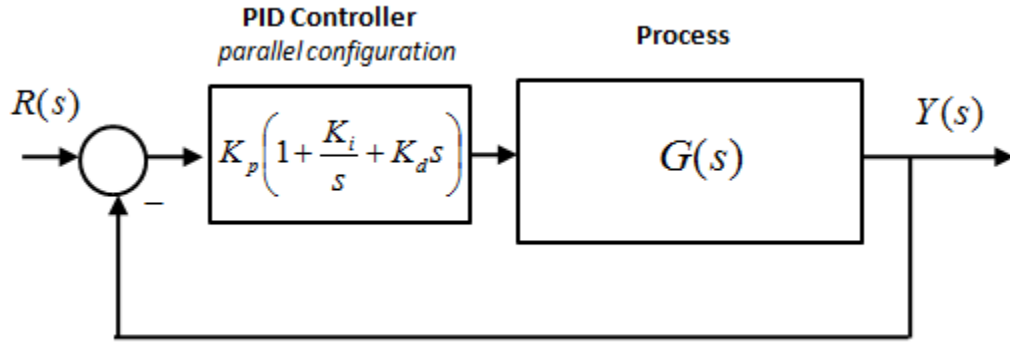 PID Controller
parallel configuration
Process
R(s)
K_p(1 + K_i/s + K_d s)
G(s)
Y(s)
−